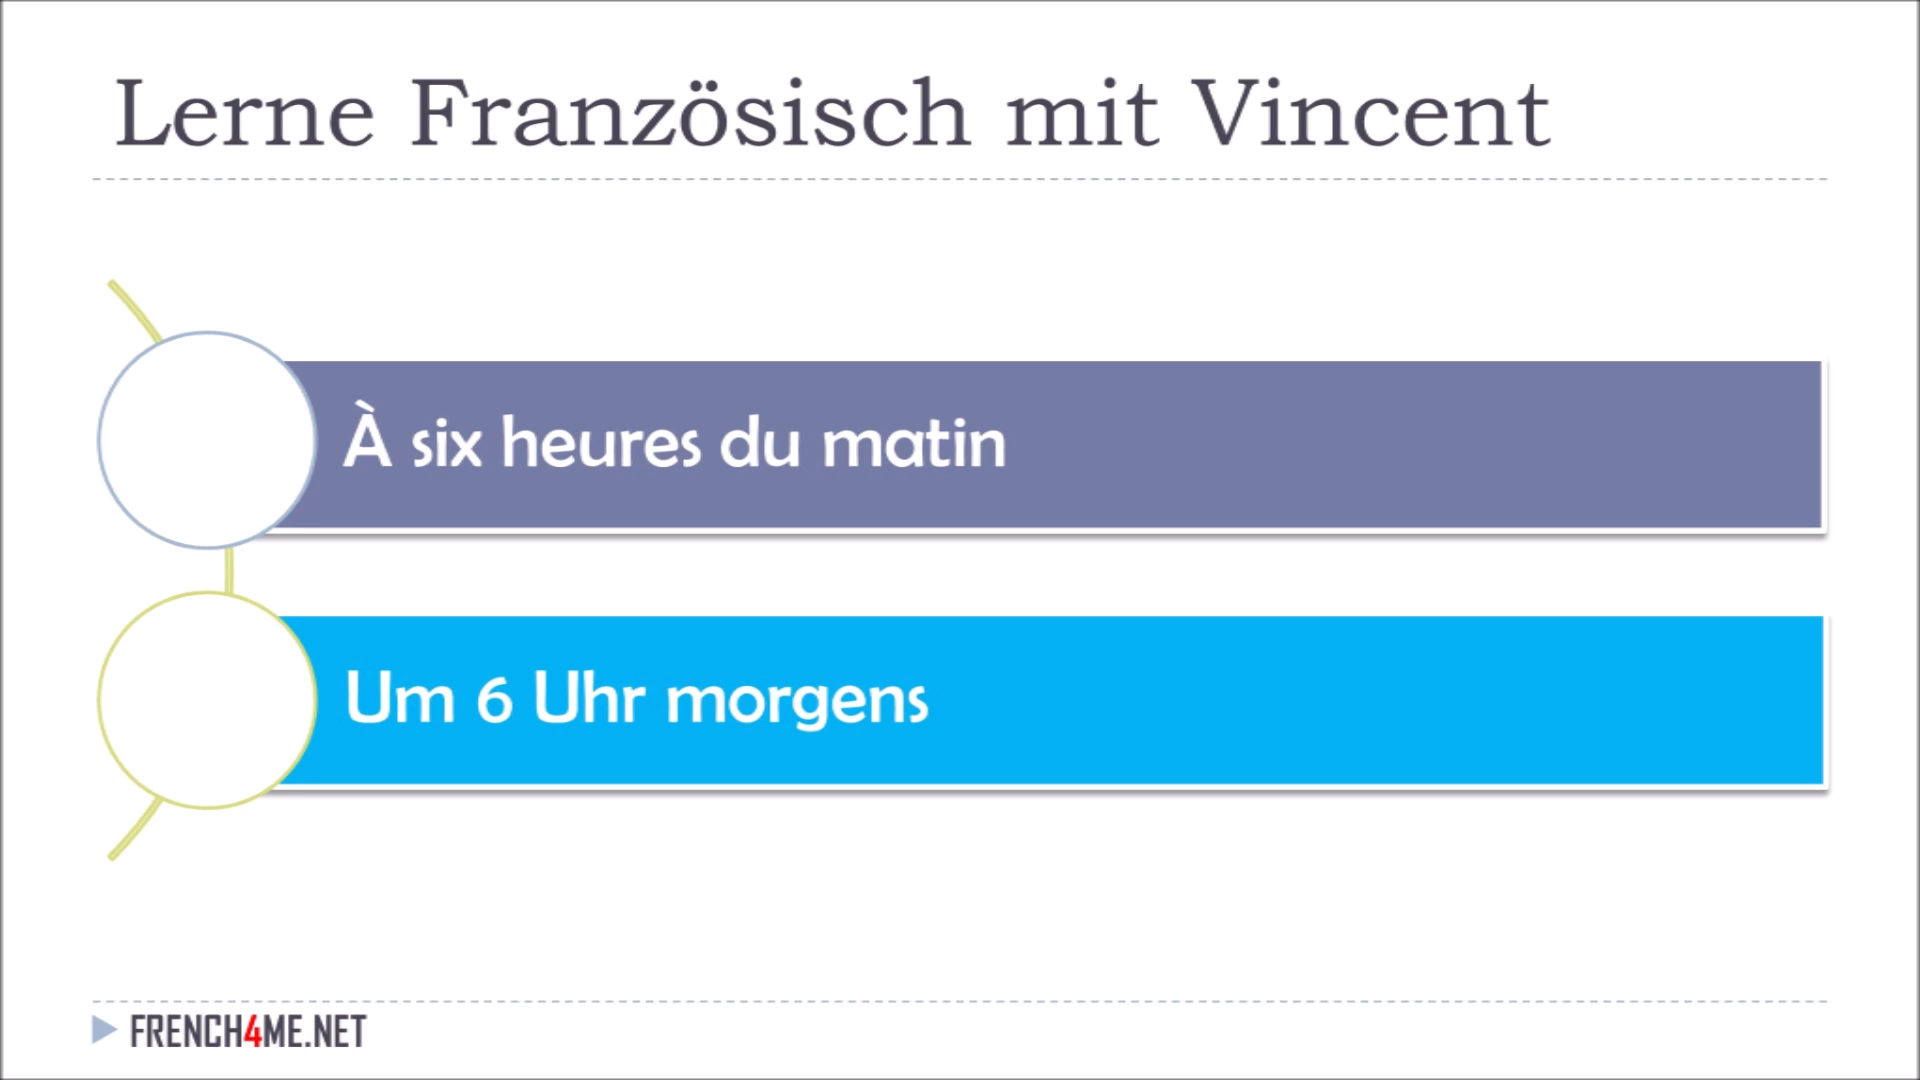 Lerne Französisch mit Vincent
À six heures du matin
Um 6 Uhr morgens
FRENCH4ME.NET